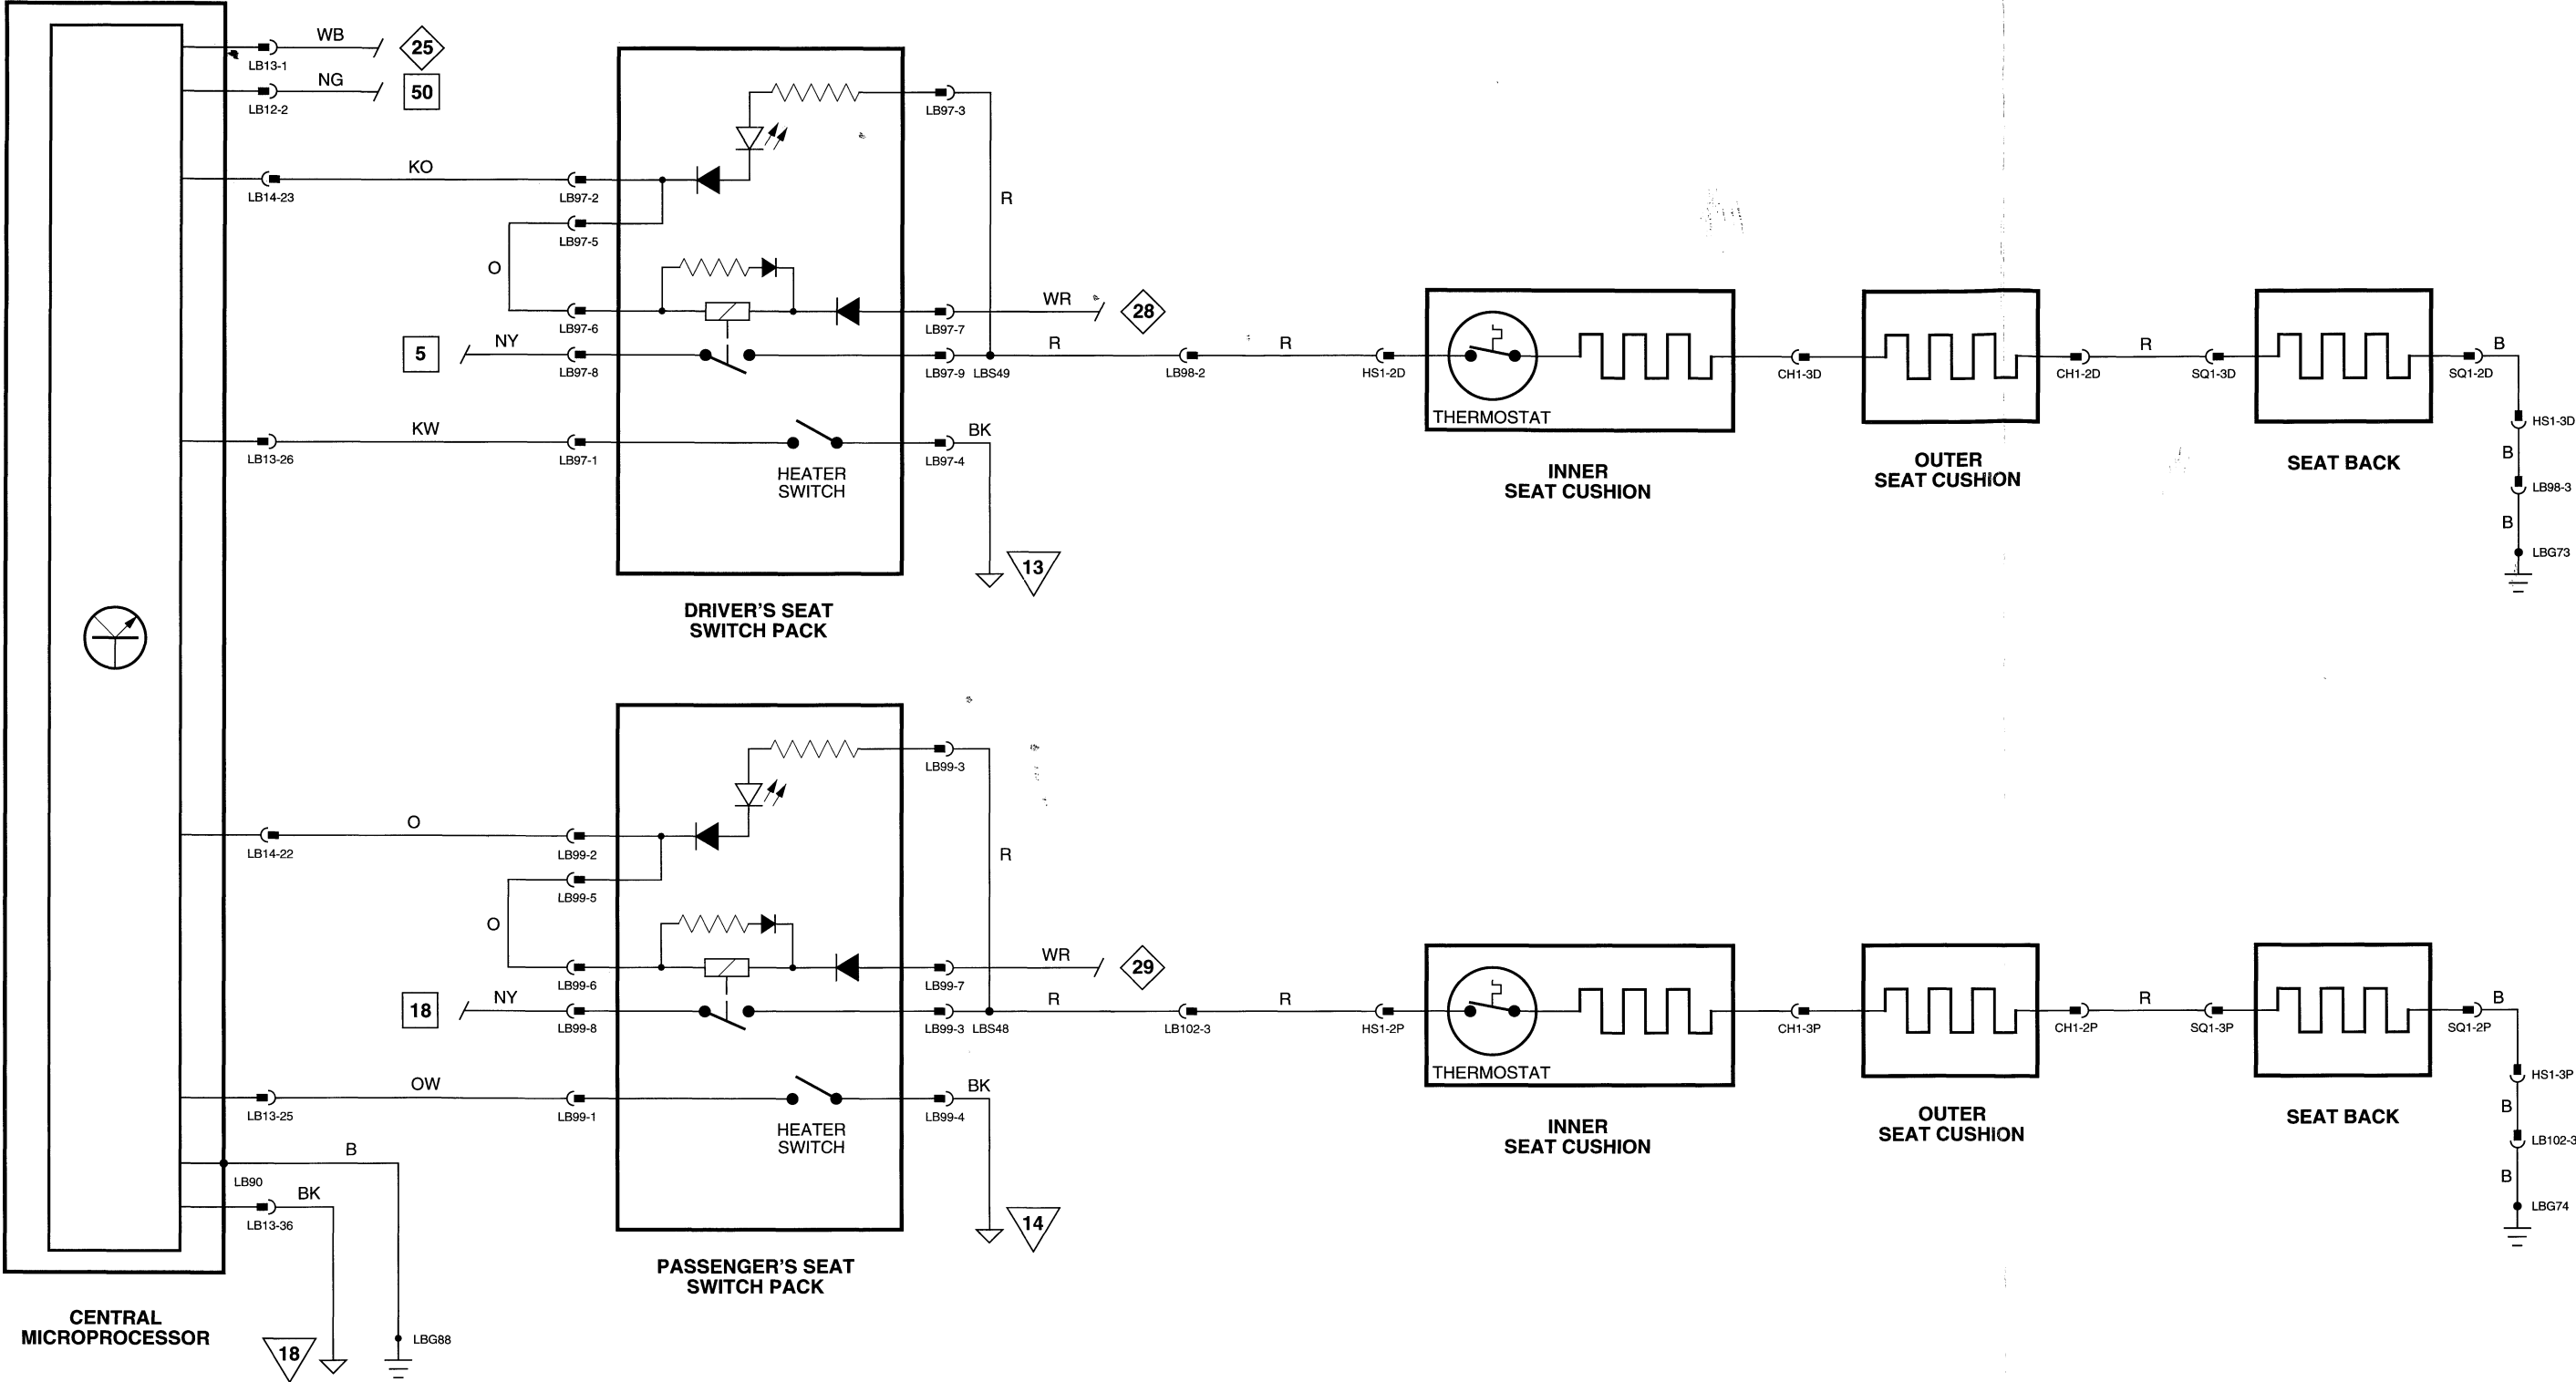 WB
25
LB13-1
NG
50
LB12-2
LB97-3
KO
LB14-23
LB97-2
R
LB97-5
O
WR
28
LB97-6
LB97-7
5
NY
R
R
R
B
LB97-8
LB97-9
LBS49
LB98-2
HS1-2D
CH1-3D
CH1-2D
SQ1-3D
SQ1-2D
THERMOSTAT
HS1-3D
KW
BK
B
LB13-26
LB97-1
LB97-4
HEATER
SWITCH
INNER
SEAT CUSHION
OUTER
SEAT CUSHION
SEAT BACK
LB98-3
B
LBG73
13
DRIVER'S SEAT
SWITCH PACK
LB99-3
O
LB14-22
LB99-2
R
LB99-5
O
WR
29
LB99-6
LB99-7
18
NY
R
R
R
B
LB99-8
LB99-3
LBS48
LB102-3
HS1-2P
CH1-3P
CH1-2P
SQ1-3P
SQ1-2P
THERMOSTAT
HS1-3P
OW
BK
B
LB13-25
LB99-1
LB99-4
HEATER
SWITCH
INNER
SEAT CUSHION
OUTER
SEAT CUSHION
SEAT BACK
LB102-3
B
LBG74
B
LB90
BK
LB13-36
14
PASSENGER'S SEAT
SWITCH PACK
CENTRAL
MICROPROCESSOR
18
LBG88